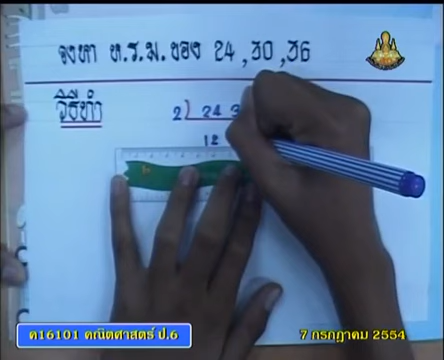 จงหา ห.ร.ม. ของ 24 , 30 , 36
วิธีทำ
2 ) 24 3
12
ค16101 คณิตศาสตร์ ป.6
7 กรกฎาคม 2554